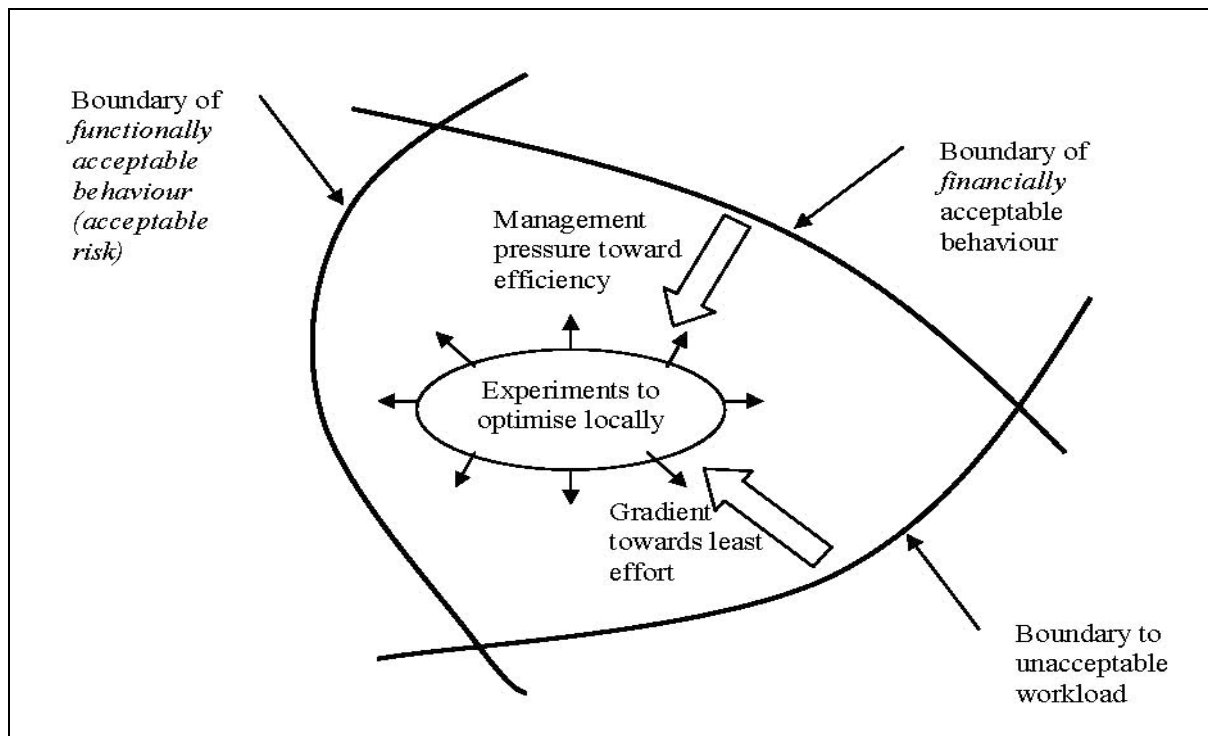 Boundary of
functionally
acceptable
behaviour
(acceptable
risk)
Boundary of
financially
acceptable
behaviour
Management
pressure toward
efficiency
Experiments to
optimise locally
Gradient
towards least
effort
Boundary to
unacceptable
workload